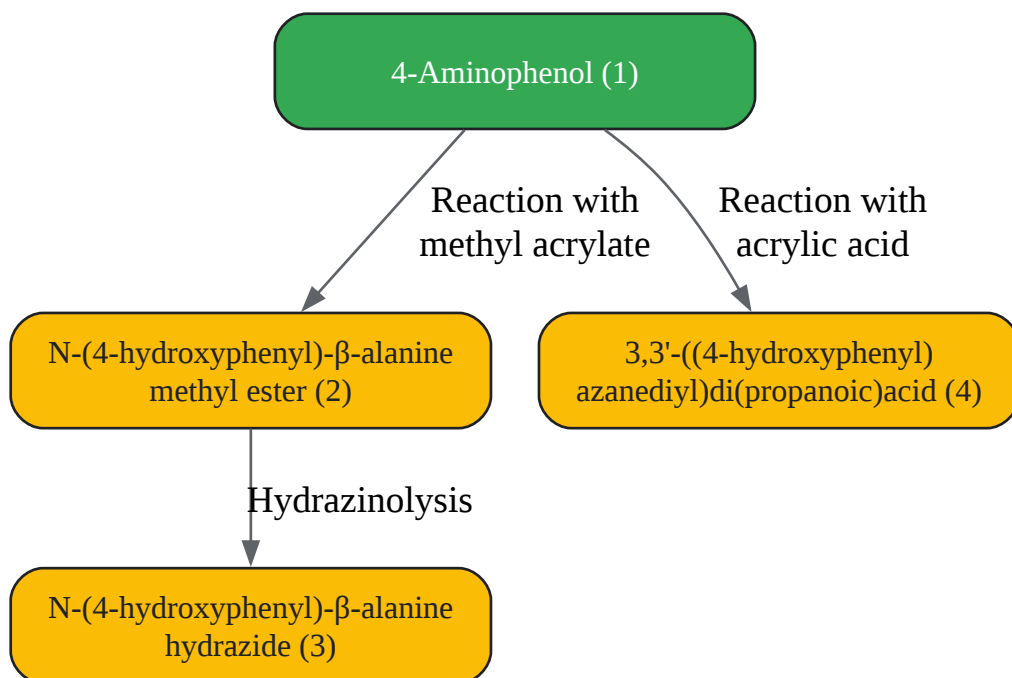 4-Aminophenol (1)
Reaction with
methyl acrylate
Reaction with
acrylic acid
N-(4-hydroxyphenyl)-β-alanine
methyl ester (2)
3,3'-((4-hydroxyphenyl)
azanediyl)di(propanoic)acid (4)
Hydrazinolysis
N-(4-hydroxyphenyl)-β-alanine
hydrazide (3)